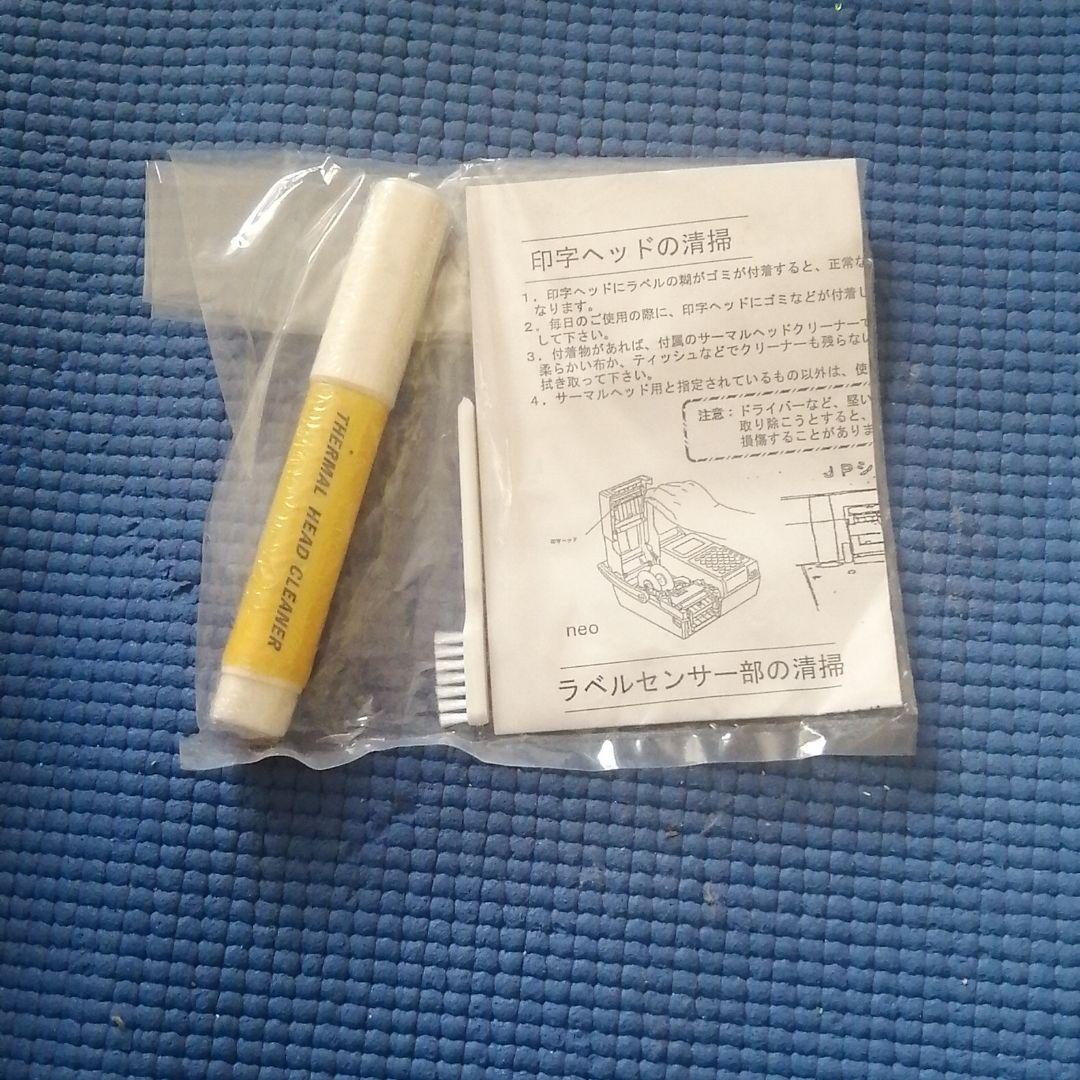 THERMAL HEAD CLEANER
印字ヘッドの清掃
1．印字ヘッドにラベルの糊がゴミが付着すると、正常な
なります。
2．毎日のご使用の際に、印字ヘッドにゴミなどが付着し
して下さい。
3．付着物があれば、付属のサーマルヘッドクリーナーで
柔らかい布か、ティッシュなどでクリーナーも残らない
拭き取って下さい。
4．サーマルヘッド用と指定されているもの以外は、使
注意：ドライバーなど、堅い
取り除こうとすると、
損傷することがありま
JPシ
印字ヘッド
neo
ラベルセンサー部の清掃